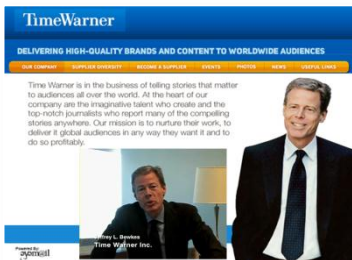 TimeWarner
DELIVERING HIGH-QUALITY BRANDS AND CONTENT TO WORLDWIDE AUDIENCES
OUR COMPANY SUPPLIER DIVERSITY BECOME A SUPPLIER EVENTS PHOTOS NEWS USEFUL LINKS
Time Warner is in the business of telling stories that matter
to audiences all over the world. At the heart of our
company are the imaginative talent who create and the
top-notch journalists who report many of the compelling
stories anywhere. Our mission is to nurture their work, to
deliver it global audiences in any way they want it and to
do so profitably.
Jeffrey L. Bewkes
Time Warner Inc.
Powered By: